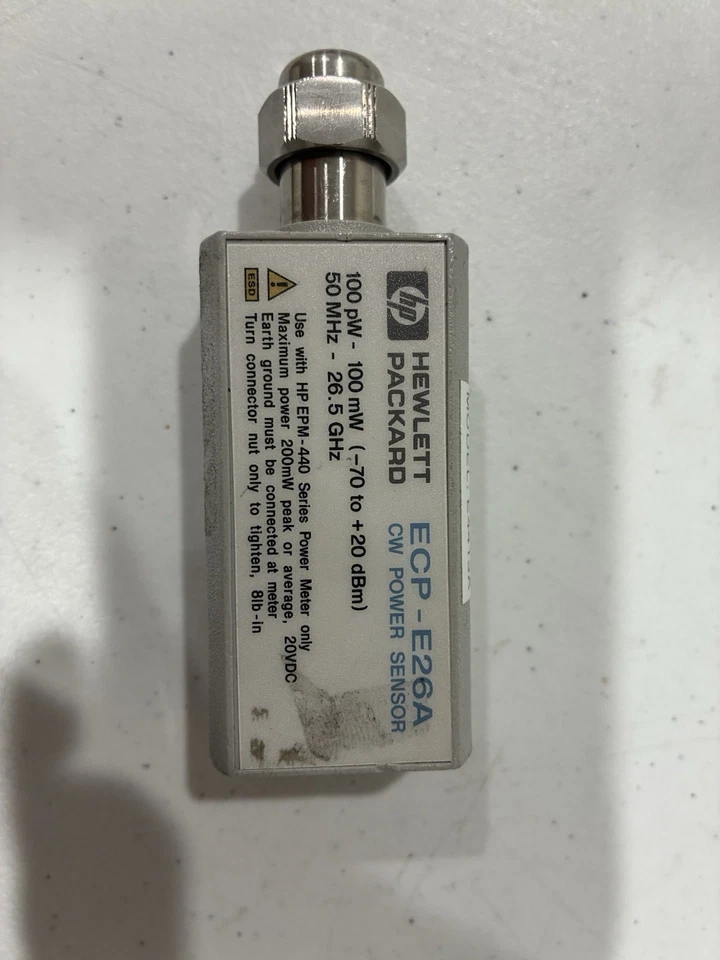 hp HEWLETT PACKARD
ECP-E26A
CW POWER SENSOR
100 pW - 100 mW (-70 to +20 dBm)
50 MHz - 26.5 GHz
Use with HP EPM-440 Series Power Meter only
Maximum power 200mW peak or average, 20VDC
Earth ground must be connected at meter
Turn connector nut only to tighten, 8lb-in
ESD
MODEL